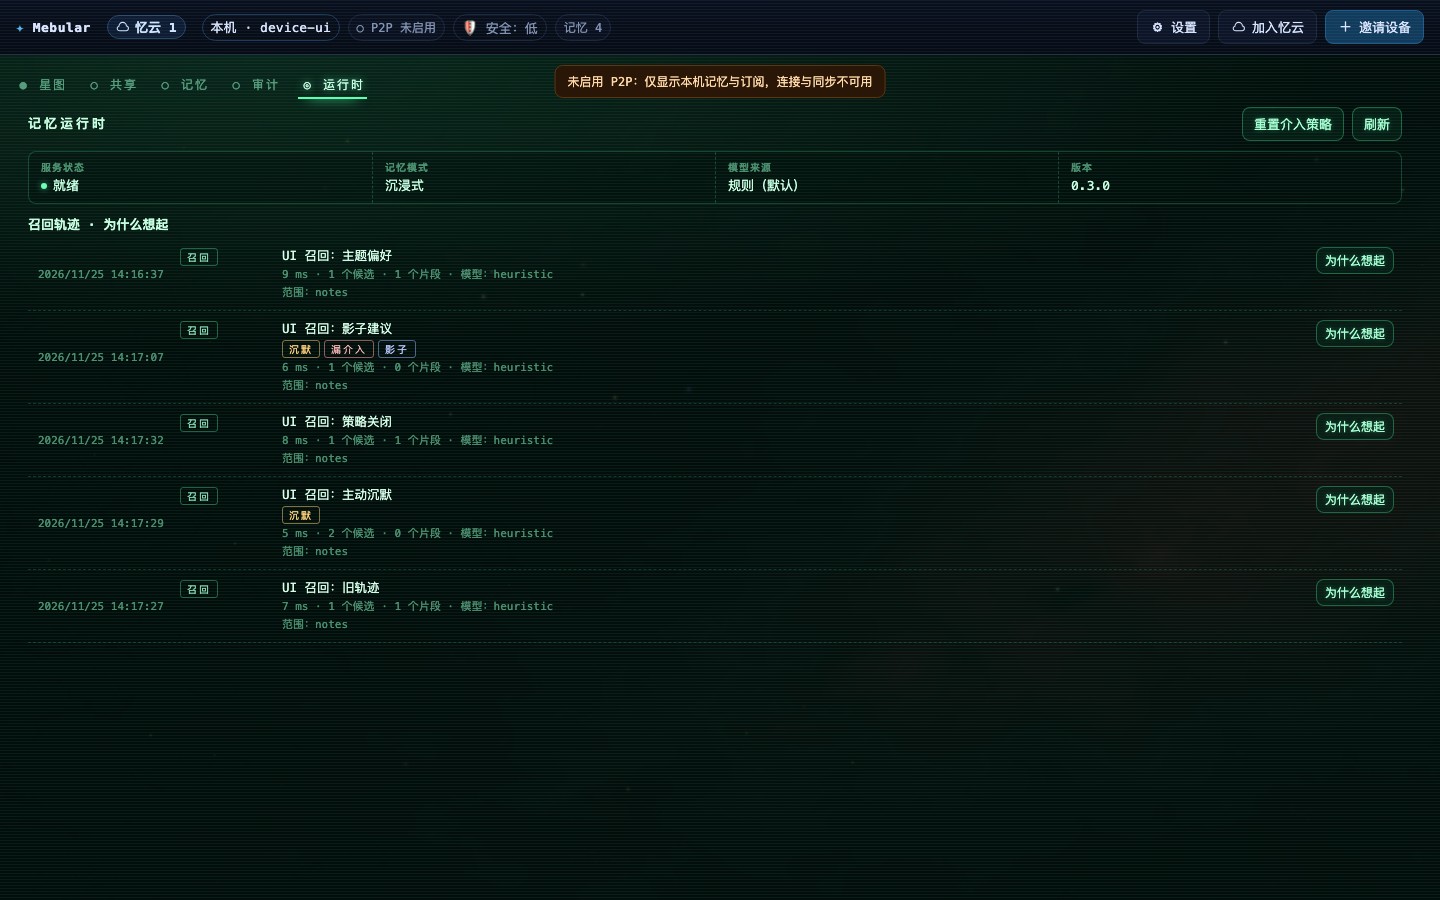 Mebular 忆云 1 本机 · device-ui P2P 未启用 安全: 低 记忆 4 设置 加入忆云 邀请设备
星图 共享 记忆 审计 运行时
未启用 P2P: 仅显示本机记忆与订阅, 连接与同步不可用
记忆运行时 重置介入策略 刷新
服务状态 记忆模式 模型来源 版本
就绪 沉浸式 规则 (默认) 0.3.0
召回轨迹 · 为什么想起
召回 UI 召回: 主题偏好 为什么想起
2026/11/25 14:16:37 9 ms · 1 个候选 · 1 个片段 · 模型: heuristic
范围: notes
召回 UI 召回: 影子建议 为什么想起
沉默 漏介入 影子
2026/11/25 14:17:07 6 ms · 1 个候选 · 0 个片段 · 模型: heuristic
范围: notes
召回 UI 召回: 策略关闭 为什么想起
2026/11/25 14:17:32 8 ms · 1 个候选 · 1 个片段 · 模型: heuristic
范围: notes
召回 UI 召回: 主动沉默 为什么想起
沉默
2026/11/25 14:17:29 5 ms · 2 个候选 · 0 个片段 · 模型: heuristic
范围: notes
召回 UI 召回: 旧轨迹 为什么想起
2026/11/25 14:17:27 7 ms · 1 个候选 · 1 个片段 · 模型: heuristic
范围: notes